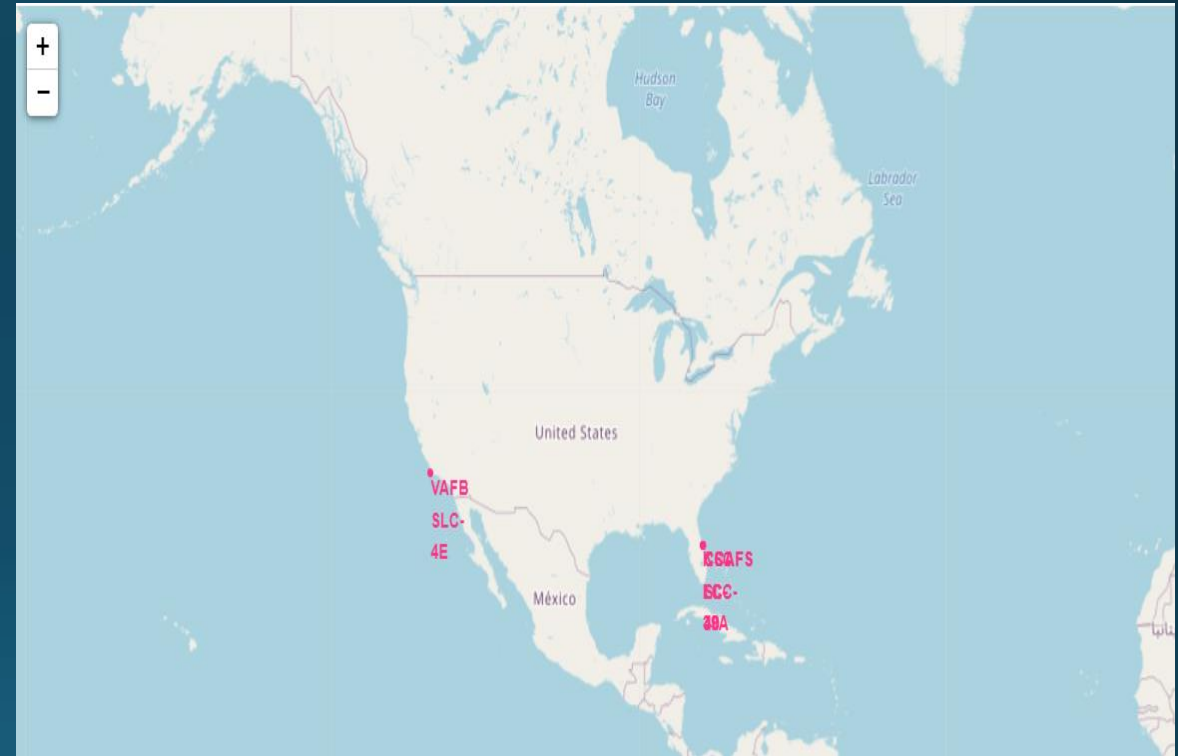 +
-
Hudson
Bay
Labrador
Sea
United States
VAFB
SLC-
4E
México